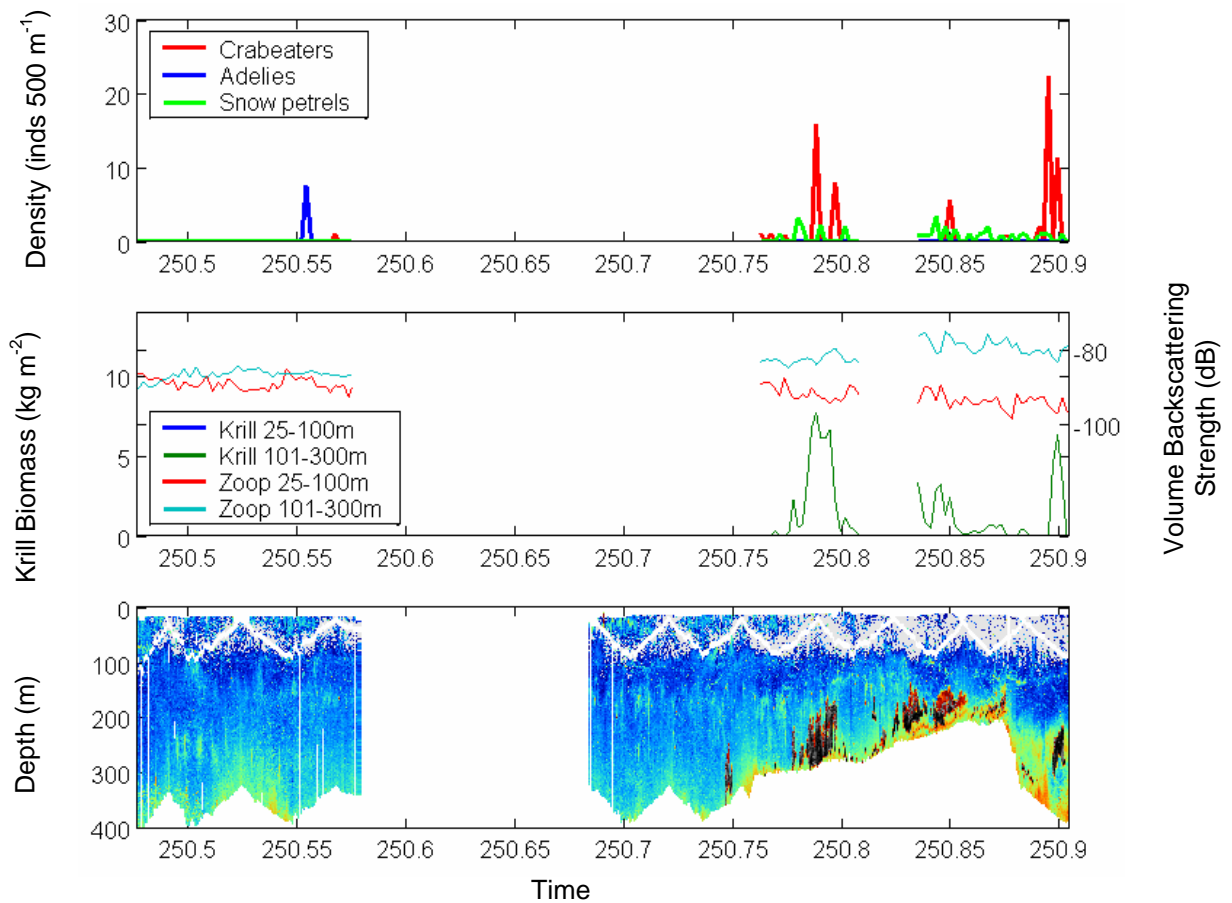 Density (inds 500 m-1)
30
20
10
0
Crabeaters
Adelies
Snow petrels
250.5 250.55 250.6 250.65 250.7 250.75 250.8 250.85 250.9
Krill Biomass (kg m-2)
10
5
0
Krill 25-100m
Krill 101-300m
Zoop 25-100m
Zoop 101-300m
-80
-100
Volume Backscattering
Strength (dB)
250.5 250.55 250.6 250.65 250.7 250.75 250.8 250.85 250.9
Depth (m)
0
100
200
300
400
250.5 250.55 250.6 250.65 250.7 250.75 250.8 250.85 250.9
Time